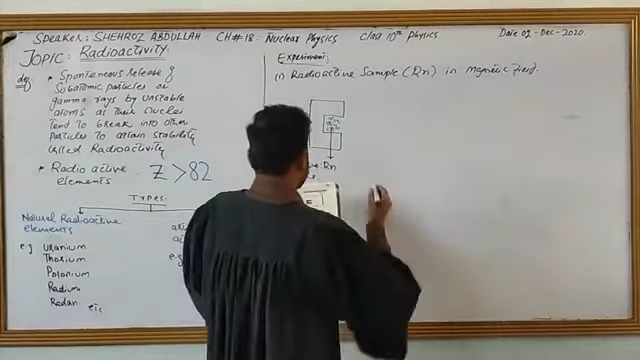 Speaker: SHEHROZ ABDULLAH CH#18: Nuclear Physics Class 10th Physics Date 02-Dec-2020.
TOPIC: Radioactivity.
def: • Spontaneous release of
Subatomic particles or
gamma rays by unstable
atoms as their nuclei
tend to break into other
particles to attain stability
called Radioactivity
• Radio active
elements : Z > 82
TYPES:
Natural Radioactive
elements
e.g uranium
Thorium
Polonium
Radium
Radon etc
Experiment:
(1) Radioactive Sample (Rn) in Magnetic Field.
: Rn